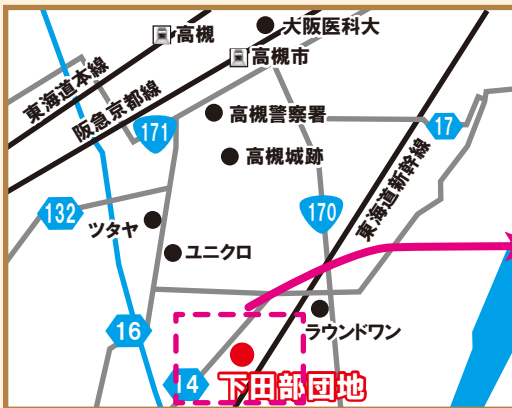 高槻
大阪医科大
高槻市
東海道本線
阪急京都線
171
高槻警察署
17
高槻城跡
132
170
東海道新幹線
ツタヤ
ユニクロ
16
ラウンドワン
14
下田部団地